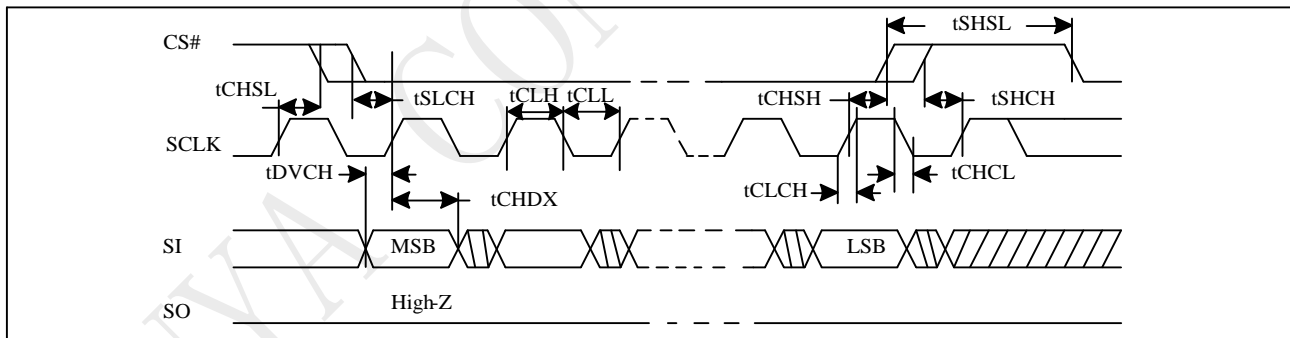 tSHSL
CS#
tCHSL
tSLCH
tCLH
tCLL
tCHSH
tSHCH
SCLK
tDVCH
tCHDX
tCLCH
tCHCL
SI
MSB
LSB
High-Z
SO